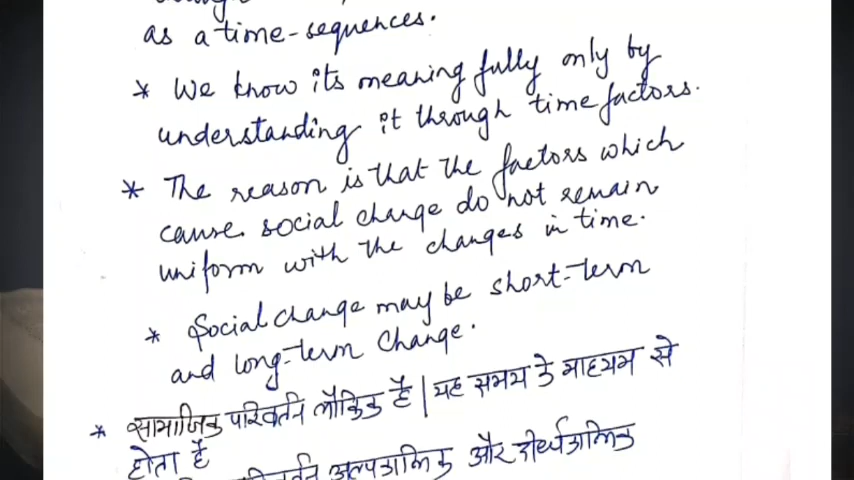 as a time-sequences.
* We know its meaning fully only by
understanding it through time factors.
* The reason is that the factors which
cause social change do not remain
uniform with the changes in time.
* Social change may be short-term
and long-term change.
* सामाजिक परिवर्तन लौकिक है | यह समय के माध्यम से
होता है
अल्पकालिक और दीर्घकालिक